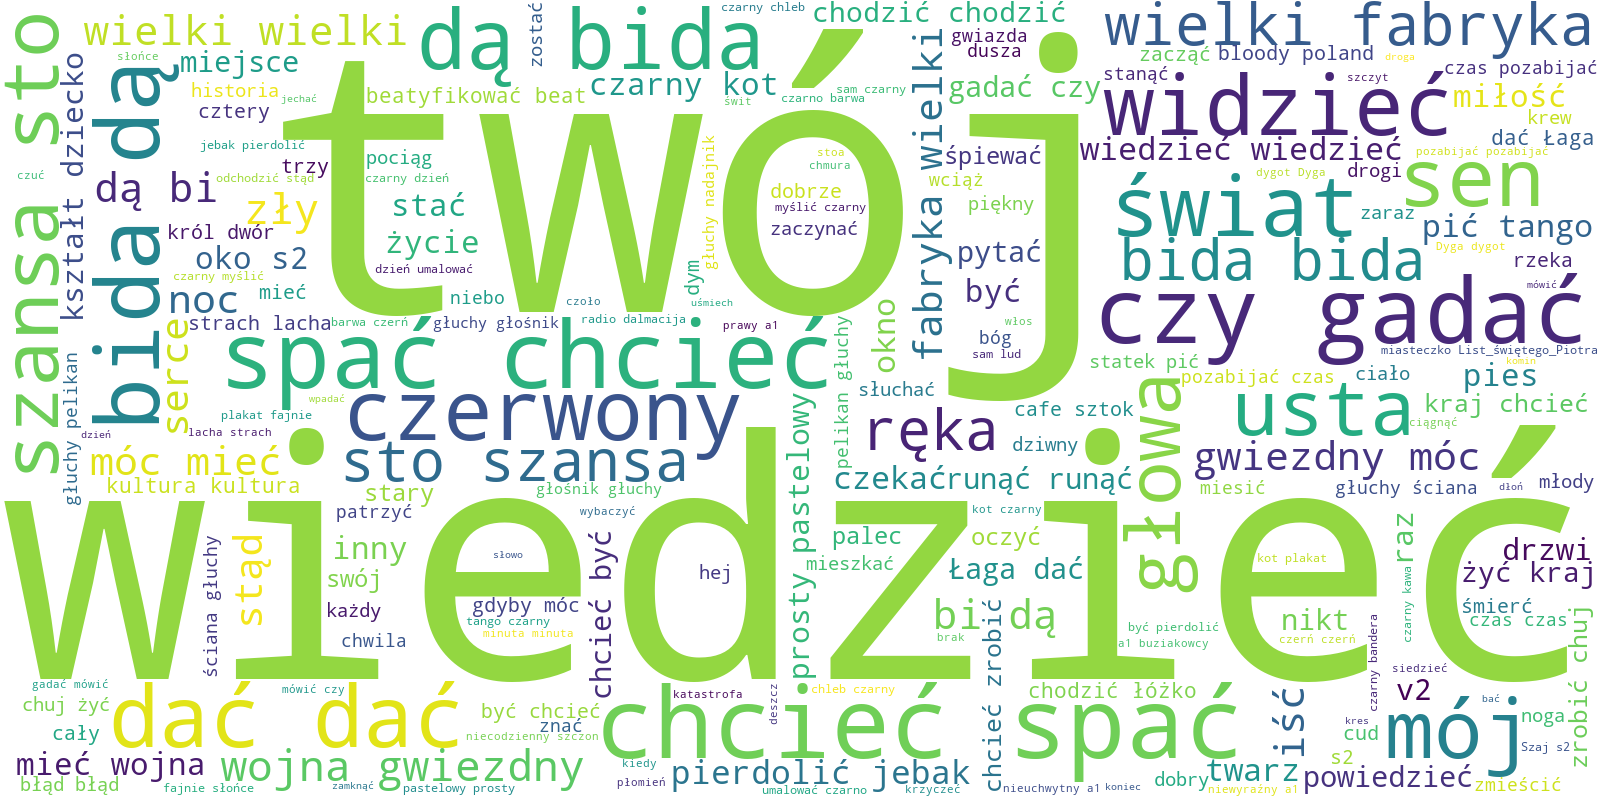 wielki wielki
dą bida
zostać
czarny chleb
chodzić chodzić
wielki fabryka
słońce
miejsce
czarny kot
gwiazda
dusza
zacząć
bloody poland
droga
historia
jechać
beatyfikować beat
świt
czarno barwa
sam czarny
gadać czy
stanąć
szczyt
czas pozabijać
cztery
widzieć
miłość
krew
szansa sto
kształt dziecko
bida dą
twój
fabryka wielki
jebak pierdolić
trzy
pociąg
głuchy nadajnik
stoa
chmura
śpiewać
wiedzieć wiedzieć
dać Łaga
pozabijać pozabijać
czuć
odchodzić stąd
czarny dzień
dobrze
wciąż
dygot Dyga
drogi
sen
dą bi
zły
stać
myślić czarny
piękny
świat
zaraz
król dwór
życie
zaczynać
pić tango
oko s2
dzień umalować
pytać
bida bida
Dyga dygot
rzeka
czarny myślić
dym
noc
mieć
niebo
czoło
uśmiech
być
czy gadać
mówić
strach lacha
barwa czerń
głuchy głośnik
radio dalmacija
prawy a1
okno
włos
bóg
sam lud
serce
spać chcieć
pelikan głuchy
statek pić
miasteczko List_świętego_Piotra
komin
głuchy pelikan
wpadać
słuchać
pozabijać czas
ciało
pies
plakat fajnie
czerwony
prosty pastelowy
cafe sztok
głowa
usta
kraj chcieć
ciągnąć
dzień
lacha strach
ręka
dziwny
móc mieć
sto szansa
gwiezdny móc
kultura kultura
stary
głośnik głuchy
czekać
runąć runąć
miesić
głuchy ściana
dłoń
młody
patrzyć
wybaczyć
kot czarny
wiedzieć
ściana głuchy
stąd
inny
słowo
chcieć być
palec
oczyć
kot plakat
raz
drzwi
swój
hej
mieszkać
Łaga dać
czarny kawa
żyć kraj
każdy
gdyby móc
tango czarny
bi dą
chcieć zrobić
nikt
śmierć
czas czas
chwila
minuta minuta
brak
być pierdolić
a1 buziakowcy
czerń czerń
czarny bandera
zrobić chuj
gadać mówić
mówić czy
katastrofa
deszcz
chleb czarny
chodzić łóżko
siedzieć
v2
bać
chuj żyć
dać dać
być chcieć
znać
chcieć spać
iść
kres
cud
mój
noga
cały
niecodzienny szczon
Szaj s2
mieć wojna
wojna gwiezdny
kiedy
pierdolić jebak
twarz
s2
powiedzieć
błąd błąd
fajnie słońce
zamknąć
pastelowy prosty
płomień
umalować czarno
krzyczeć
nieuchwytny a1
koniec
dobry
niewyraźny a1
zmieścić